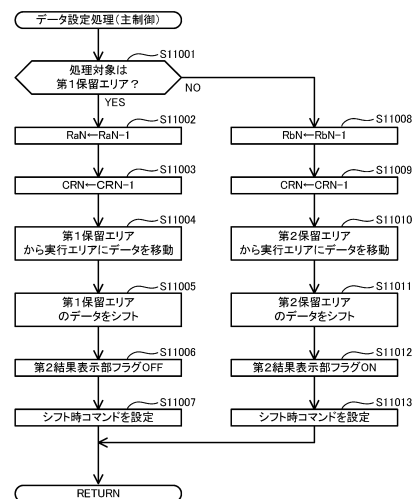 データ設定処理(主制御)
S11001
処理対象は
第1保留エリア?
YES
NO
S11002
RaN←RaN-1
S11003
CRN←CRN-1
S11004
第1保留エリア
から実行エリアにデータを移動
S11005
第1保留エリア
のデータをシフト
S11006
第2結果表示部フラグOFF
S11007
シフト時コマンドを設定
S11008
RbN←RbN-1
S11009
CRN←CRN-1
S11010
第2保留エリア
から実行エリアにデータを移動
S11011
第2保留エリア
のデータをシフト
S11012
第2結果表示部フラグON
S11013
シフト時コマンドを設定
RETURN